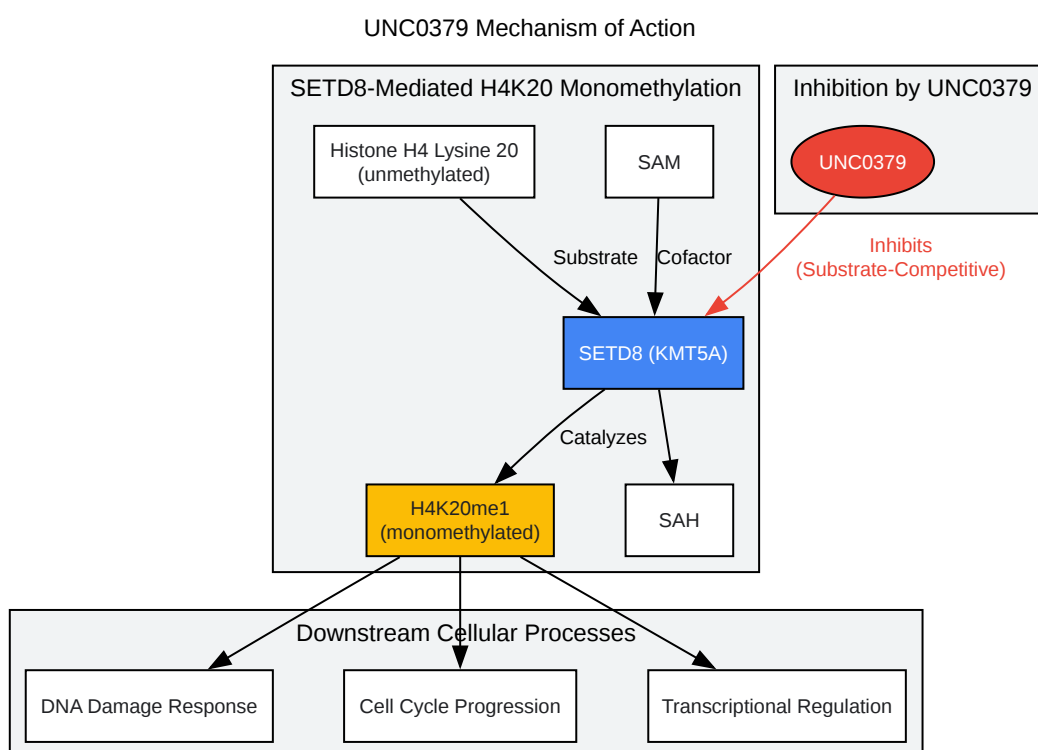 UNC0379 Mechanism of Action
SETD8-Mediated H4K20 Monomethylation
Inhibition by UNC0379
Histone H4 Lysine 20
(unmethylated)
SAM
UNC0379
Substrate
Cofactor
Inhibits
(Substrate-Competitive)
SETD8 (KMT5A)
Catalyzes
H4K20me1
(monomethylated)
SAH
Downstream Cellular Processes
DNA Damage Response
Cell Cycle Progression
Transcriptional Regulation